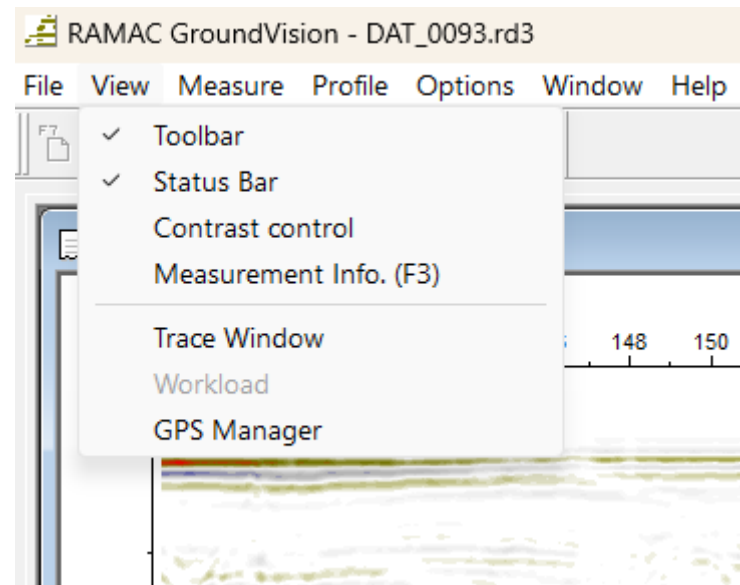 RAMAC GroundVision - DAT_0093.rd3
File View Measure Profile Options Window Help
F7
Toolbar
Status Bar
Contrast control
Measurement Info. (F3)
Trace Window
148 150
Workload
GPS Manager